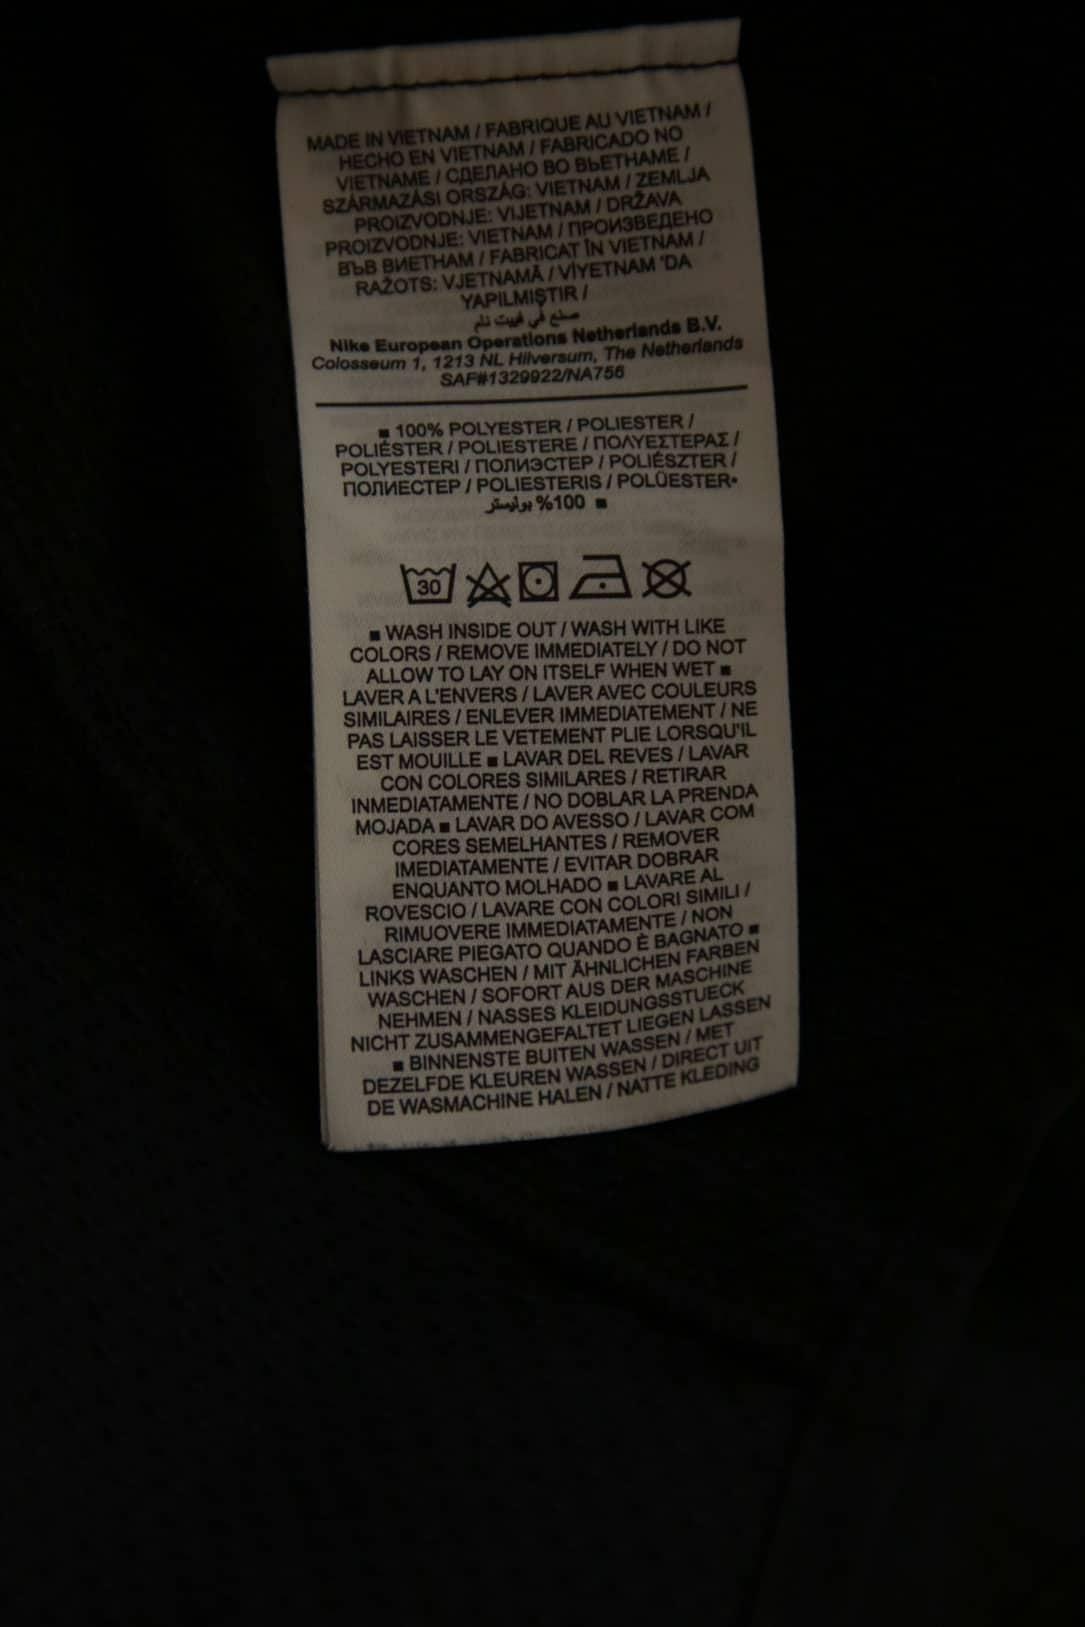 MADE IN VIETNAM / FABRIQUE AU VIETNAM /
HECHO EN VIETNAM / FABRICADO NO
VIETNAME / СДЕЛАНО ВО ВЬЕТНАМЕ /
SZÁRMAZÁSI ORSZÁG: VIETNAM / ZEMLJA
PROIZVODNJE: VIJETNAM / DRŽAVA
PROIZVODNJE: VIETNAM / ПРОИЗВЕДЕНО
ВЪВ ВИЕТНАМ / FABRICAT ÎN VIETNAM /
RAŽOTS: VJETNAMĀ / VİYETNAM 'DA
YAPILMIŞTIR /
صنع في فييت نام
Nike European Operations Netherlands B.V.
Colosseum 1, 1213 NL Hilversum, The Netherlands
SAF#1329922/NA756
■ 100% POLYESTER / POLIESTER /
POLIÉSTER / POLIESTERE / ΠΟΛΥΕΣΤΕΡΑΣ /
POLYESTERI / ПОЛИЭСТЕР / POLIÉSZTER /
ПОЛИЕСТЕР / POLIESTERIS / POLÜESTER•
■ 100% بوليستر
30
■ WASH INSIDE OUT / WASH WITH LIKE
COLORS / REMOVE IMMEDIATELY / DO NOT
ALLOW TO LAY ON ITSELF WHEN WET ■
LAVER A L'ENVERS / LAVER AVEC COULEURS
SIMILAIRES / ENLEVER IMMEDIATEMENT / NE
PAS LAISSER LE VETEMENT PLIE LORSQU'IL
EST MOUILLE ■ LAVAR DEL REVES / LAVAR
CON COLORES SIMILARES / RETIRAR
INMEDIATAMENTE / NO DOBLAR LA PRENDA
MOJADA ■ LAVAR DO AVESSO / LAVAR COM
CORES SEMELHANTES / REMOVER
IMEDIATAMENTE / EVITAR DOBRAR
ENQUANTO MOLHADO ■ LAVARE AL
ROVESCIO / LAVARE CON COLORI SIMILI /
RIMUOVERE IMMEDIATAMENTE / NON
LASCIARE PIEGATO QUANDO È BAGNATO ■
LINKS WASCHEN / MIT ÄHNLICHEN FARBEN
WASCHEN / SOFORT AUS DER MASCHINE
NEHMEN / NASSES KLEIDUNGSSTUECK
NICHT ZUSAMMENGEFALTET LIEGEN LASSEN
■ BINNENSTE BUITEN WASSEN / MET
DEZELFDE KLEUREN WASSEN / DIRECT UIT
DE WASMACHINE HALEN / NATTE KLEDING